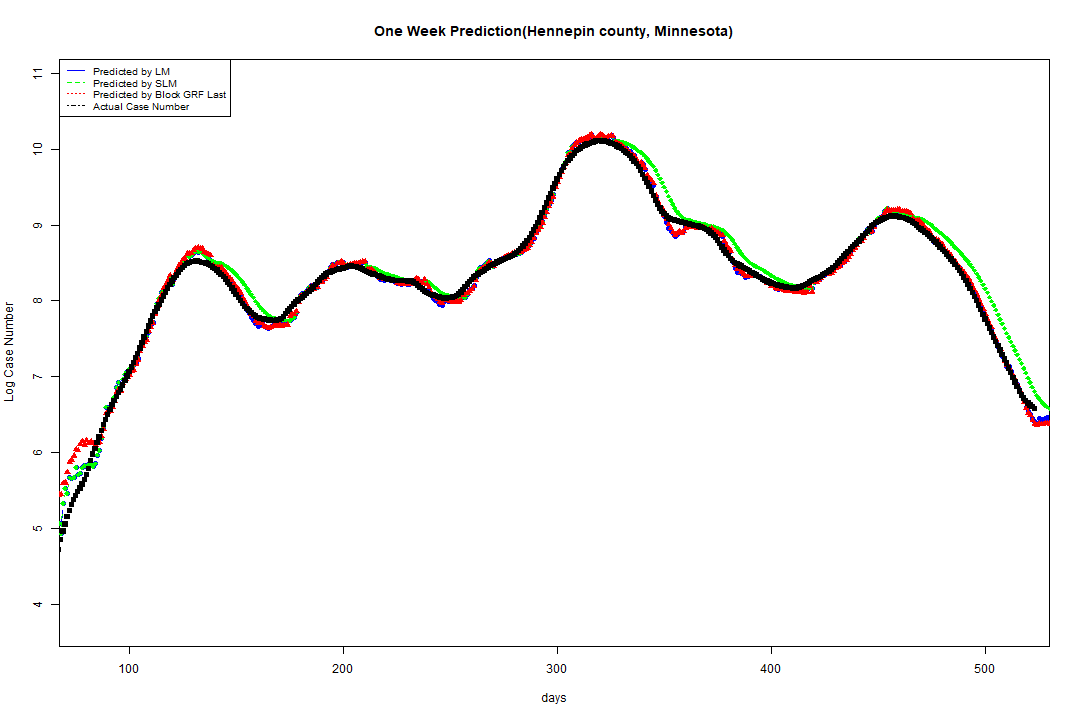 One Week Prediction(Hennepin county, Minnesota)
Predicted by LM
Predicted by SLM
Predicted by Block GRF Last
Actual Case Number
11
10
9
8
7
6
5
4
Log Case Number
100 200 300 400 500
days